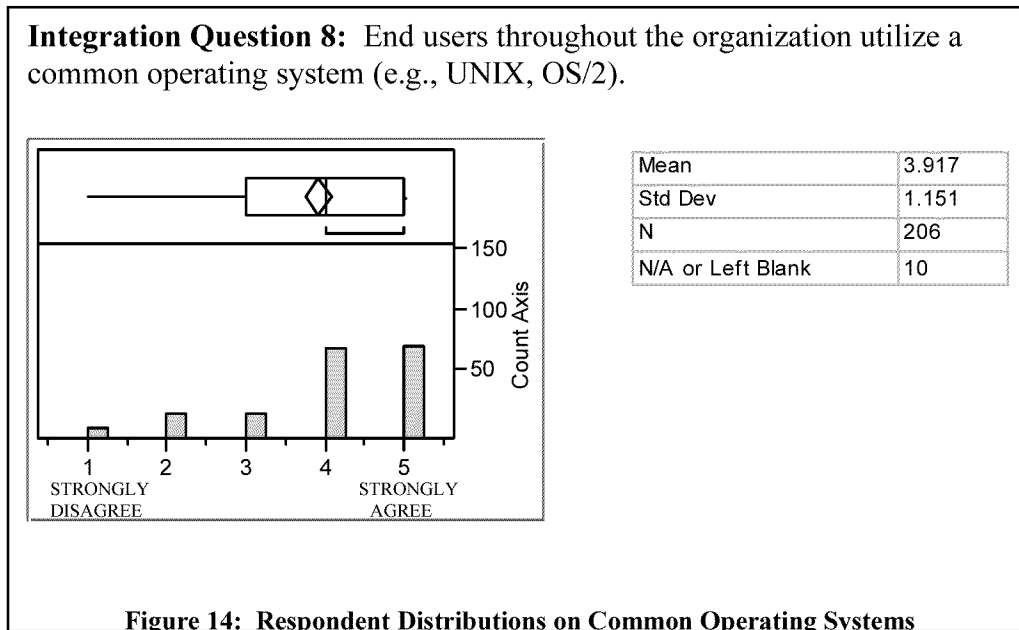 Integration Question 8: End users throughout the organization utilize a
common operating system (e.g., UNIX, OS/2).
Mean 3.917
Std Dev 1.151
N 206
N/A or Left Blank 10
150
100
50
Count Axis
1 2 3 4 5
STRONGLY DISAGREE
STRONGLY AGREE
Figure 14: Respondent Distributions on Common Operating Systems